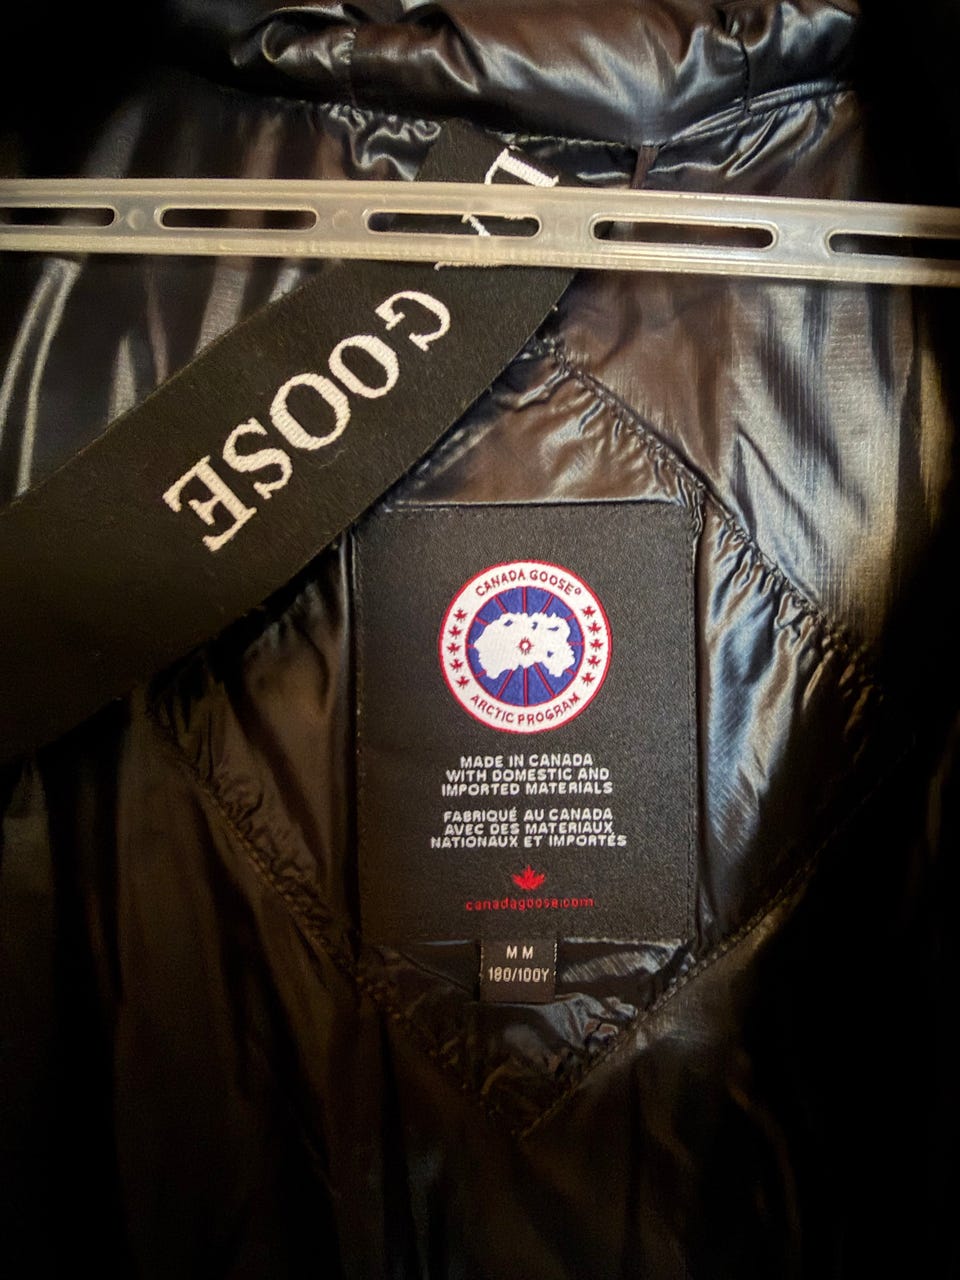 GOOSE
CANADA GOOSE®
ARCTIC PROGRAM
MADE IN CANADA
WITH DOMESTIC AND
IMPORTED MATERIALS
FABRIQUÉ AU CANADA
AVEC DES MATERIAUX
NATIONAUX ET IMPORTÉS
canadagoose.com
M M
180/100Y